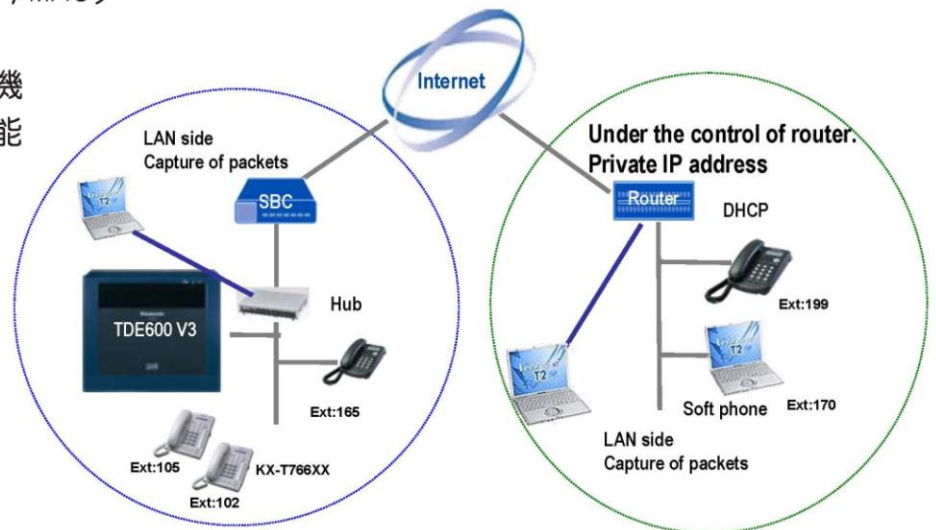 機
能
Internet
LAN side
Capture of packets
SBC
T2
Hub
TDE600 V3
Ext:165
Ext:105
KX-T766XX
Ext:102
Under the control of router.
Private IP address
Router
DHCP
Ext:199
T2
T2
Soft phone
Ext:170
LAN side
Capture of packets